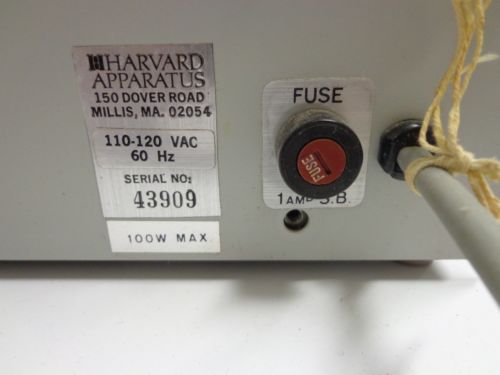 HARVARD
APPARATUS
150 DOVER ROAD
MILLIS, MA. 02054
110-120 VAC
60 Hz
SERIAL NO:
43909
100W MAX
FUSE
FUSE
1 AMP S.B.